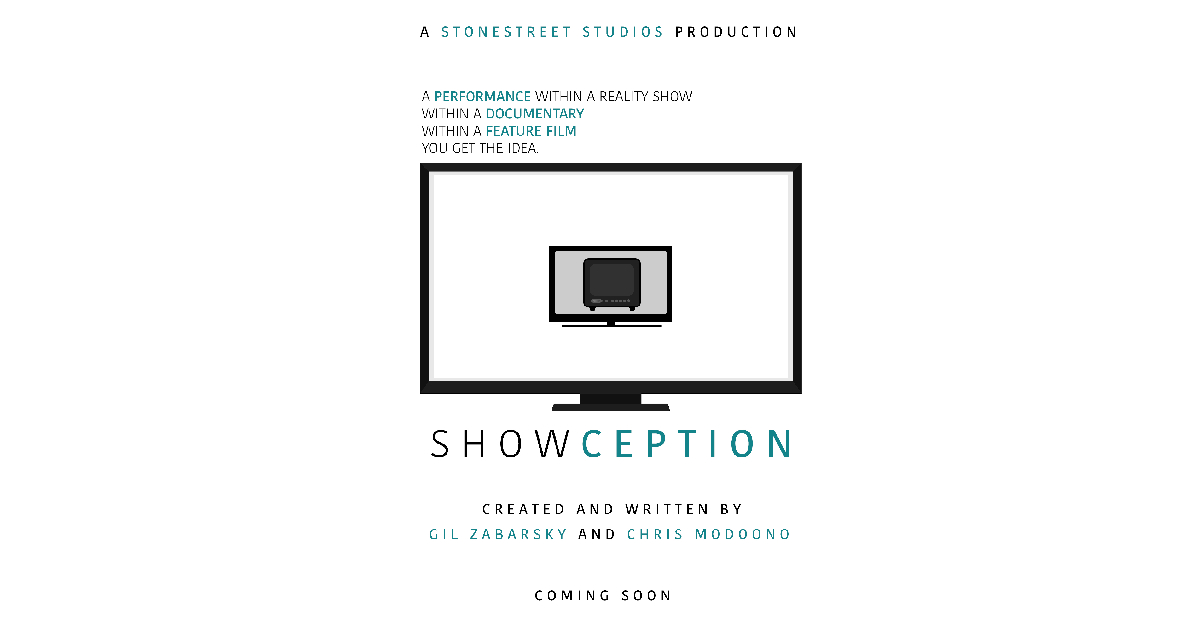 A STONESTREET STUDIOS PRODUCTION
A PERFORMANCE WITHIN A REALITY SHOW
WITHIN A DOCUMENTARY
WITHIN A FEATURE FILM
YOU GET THE IDEA.
SHOWCEPTION
CREATED AND WRITTEN BY
GIL ZABARSKY AND CHRIS MODOONO
COMING SOON